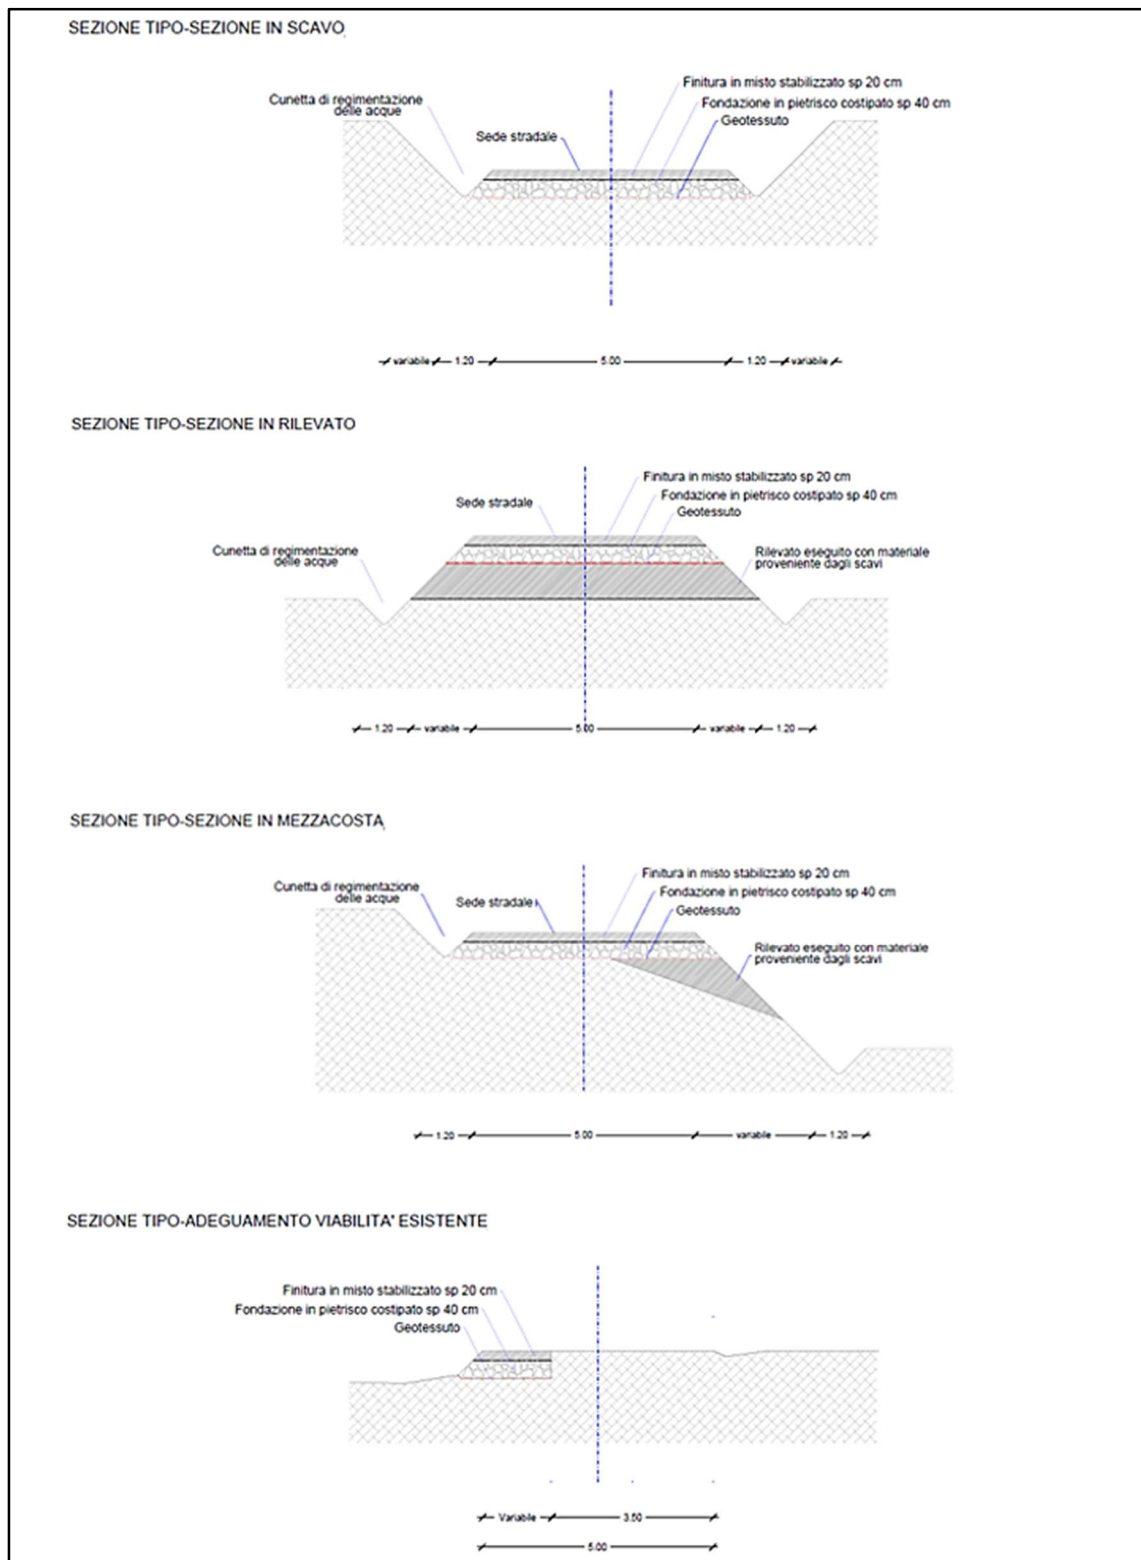 SEZIONE TIPO-SEZIONE IN SCAVO
Finitura in misto stabilizzato sp 20 cm
Cunetta di regimentazione
delle acque
Fondazione in pietrisco costipato sp 40 cm
Geotessuto
Sede stradale
variabile 1.20 5.00 1.20 variabile
SEZIONE TIPO-SEZIONE IN RILEVATO
Finitura in misto stabilizzato sp 20 cm
Sede stradale
Fondazione in pietrisco costipato sp 40 cm
Geotessuto
Cunetta di regimentazione
delle acque
Rilevato eseguito con materiale
proveniente dagli scavi
1.20 variabile 5.00 variabile 1.20
SEZIONE TIPO-SEZIONE IN MEZZACOSTA
Finitura in misto stabilizzato sp 20 cm
Cunetta di regimentazione
delle acque
Fondazione in pietrisco costipato sp 40 cm
Sede stradale
Geotessuto
Rilevato eseguito con materiale
proveniente dagli scavi
1.20 5.00 variabile 1.20
SEZIONE TIPO-ADEGUAMENTO VIABILITA' ESISTENTE
Finitura in misto stabilizzato sp 20 cm
Fondazione in pietrisco costipato sp 40 cm
Geotessuto
Variabile 3.50
5.00